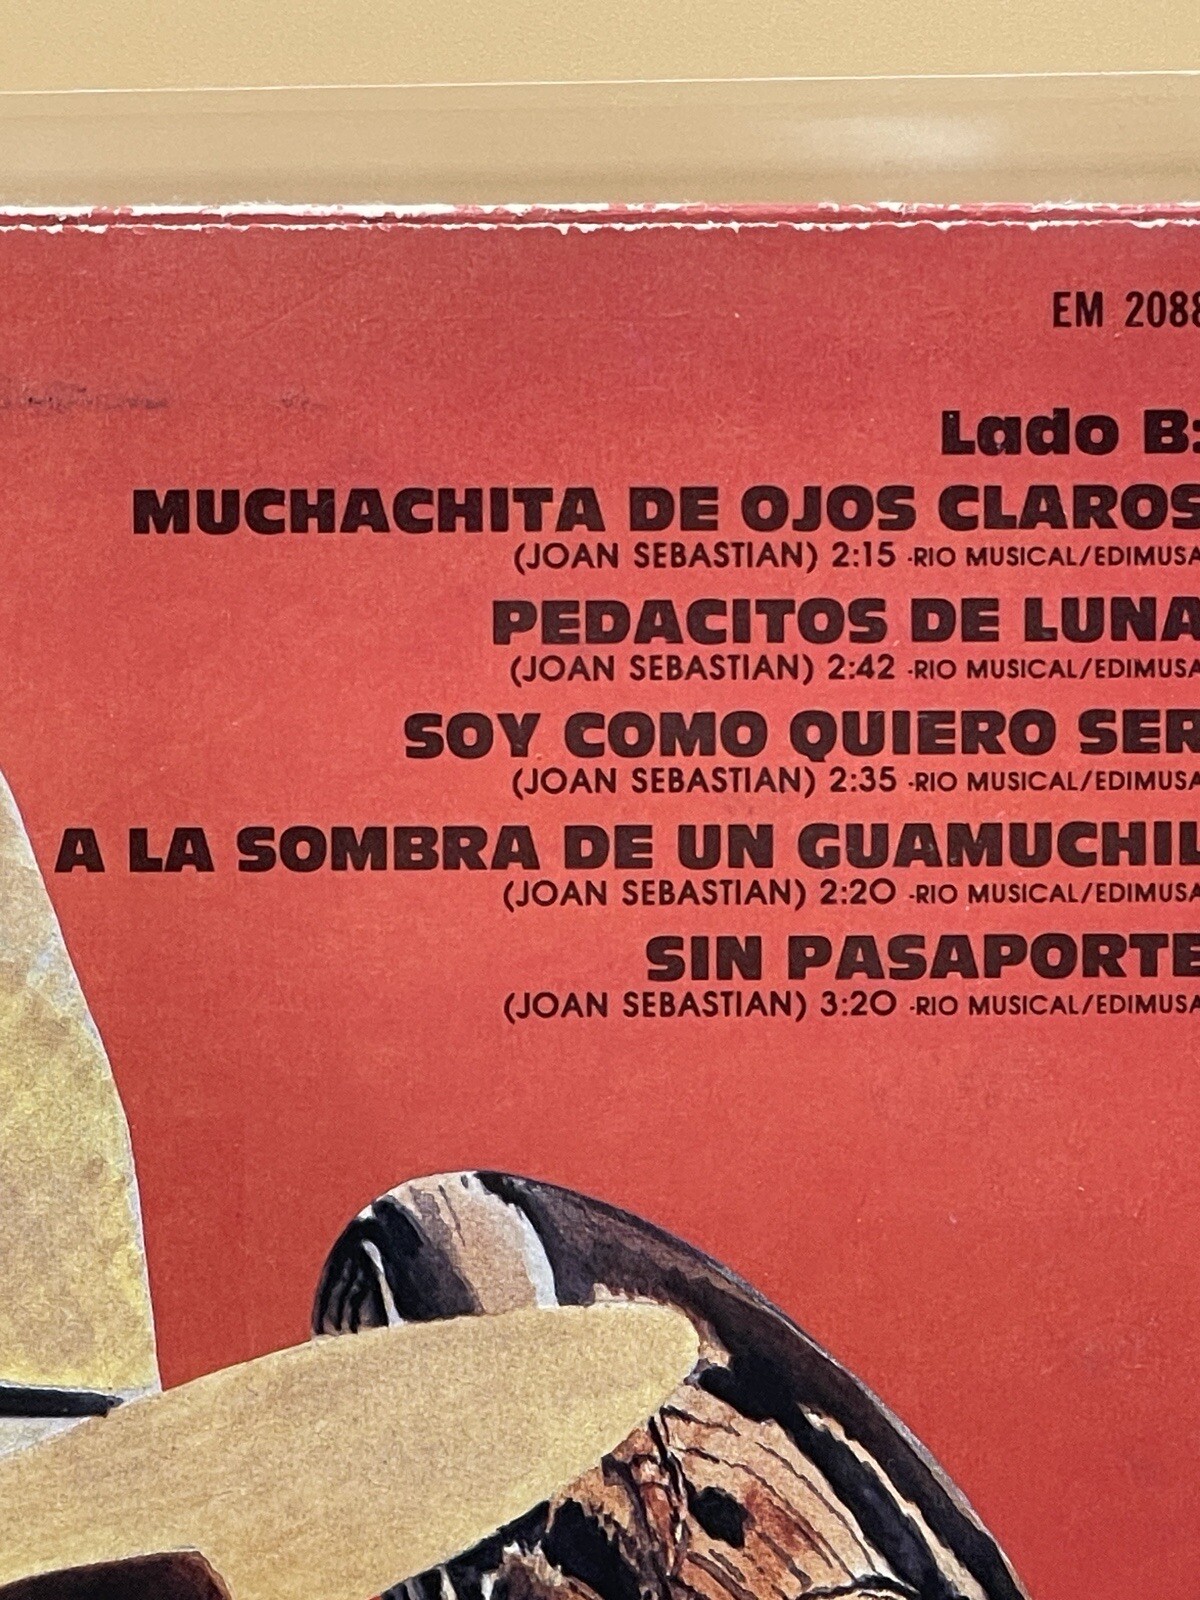 EM 2088
Lado B:
MUCHACHITA DE OJOS CLAROS
(JOAN SEBASTIAN) 2:15 -RIO MUSICAL/EDIMUSA
PEDACITOS DE LUNA
(JOAN SEBASTIAN) 2:42 -RIO MUSICAL/EDIMUSA
SOY COMO QUIERO SER
(JOAN SEBASTIAN) 2:35 -RIO MUSICAL/EDIMUSA
A LA SOMBRA DE UN GUAMUCHIL
(JOAN SEBASTIAN) 2:20 -RIO MUSICAL/EDIMUSA
SIN PASAPORTE
(JOAN SEBASTIAN) 3:20 -RIO MUSICAL/EDIMUSA